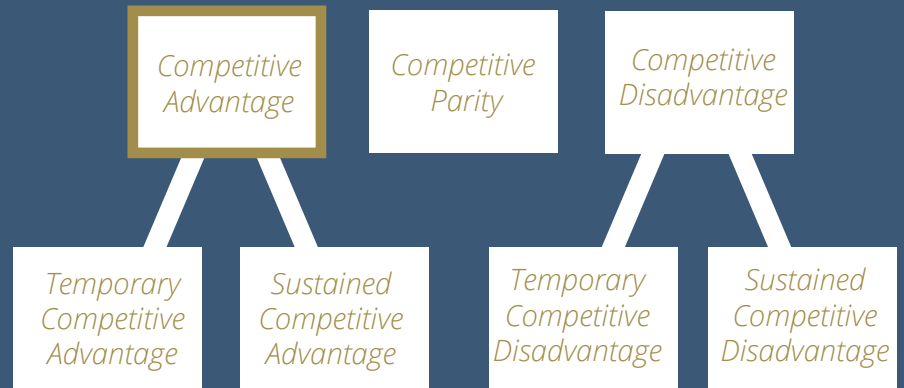 Competitive
Advantage
Competitive
Parity
Competitive
Disadvantage
Temporary
Competitive
Advantage
Sustained
Competitive
Advantage
Temporary
Competitive
Disadvantage
Sustained
Competitive
Disadvantage